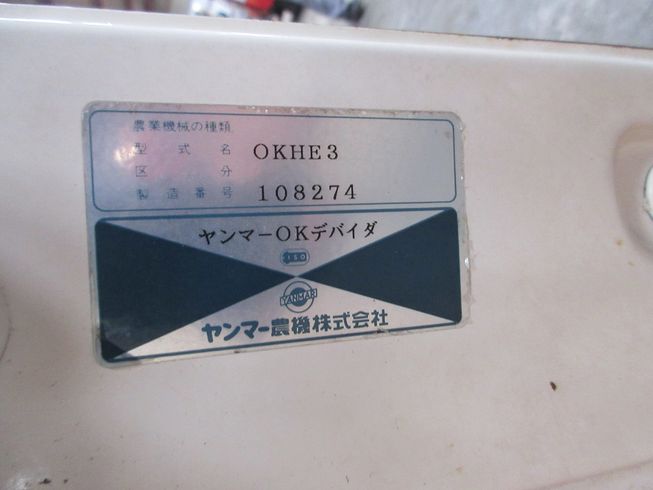 農業機械の種類
型式名 OKHE3
区分
製造番号 108274
ヤンマーOKデバイダ
ISO
YANMAR
ヤンマー農機株式会社